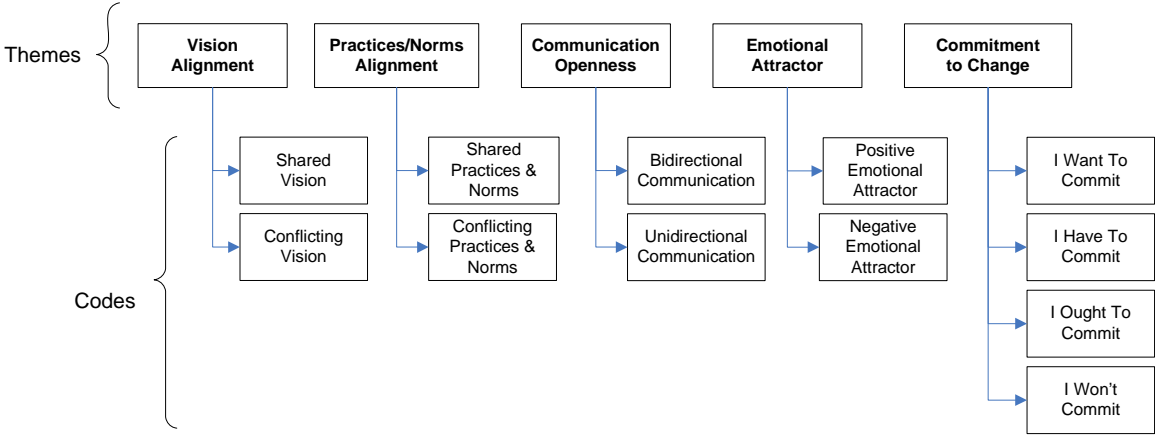 Themes
Vision
Alignment
Practices/Norms
Alignment
Communication
Openness
Emotional
Attractor
Commitment
to Change
Codes
Shared
Vision
Conflicting
Vision
Shared
Practices &
Norms
Conflicting
Practices &
Norms
Bidirectional
Communication
Unidirectional
Communication
Positive
Emotional
Attractor
Negative
Emotional
Attractor
I Want To
Commit
I Have To
Commit
I Ought To
Commit
I Won’t
Commit